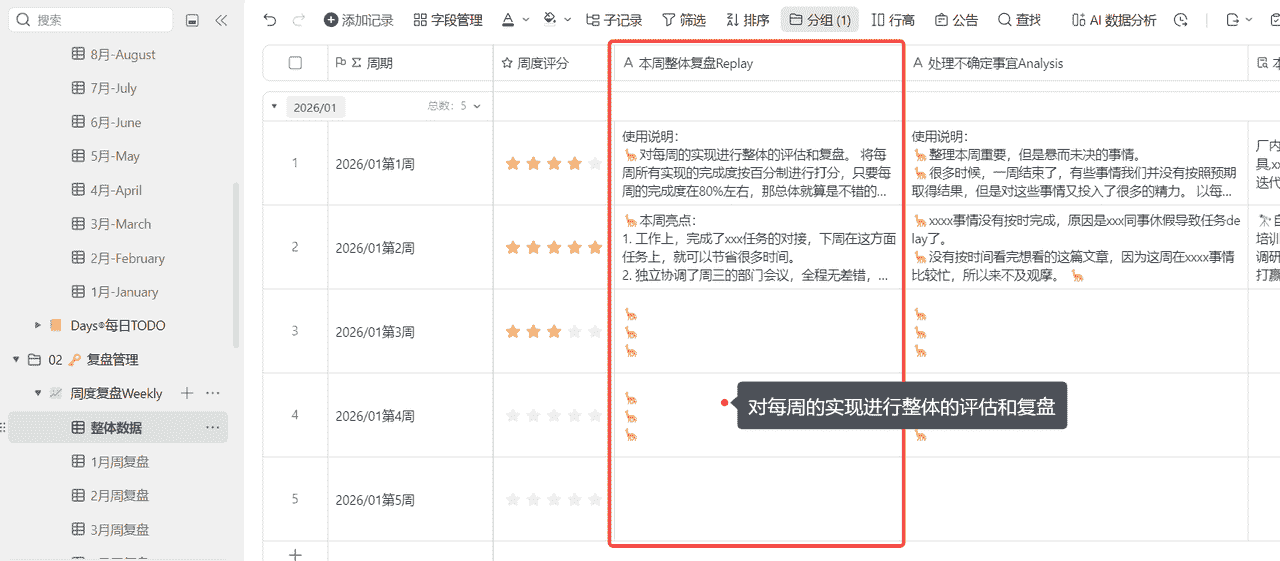 搜索
添加记录
字段管理
子记录
筛选
排序
分组 (1)
行高
公告
查找
AI 数据分析
8月-August
7月-July
6月-June
5月-May
4月-April
3月-March
2月-February
1月-January
Days®每日TODO
02 复盘管理
周度复盘Weekly
整体数据
1月周复盘
2月周复盘
3月周复盘
周期
周度评分
A 本周整体复盘Replay
A 处理不确定事宜Analysis
2026/01
总数: 5
1
2026/01第1周
使用说明：
对每周的实现进行整体的评估和复盘。 将每
周所有实现的完成度按百分制进行打分，只要每
周的完成度在80%左右，那总体就算是不错的...
使用说明：
整理本周重要，但是悬而未决的事情。
很多时候，一周结束了，有些事情我们并没有按照预期
取得结果，但是对这些事情又投入了很多的精力。 以每...
厂内
具,xx
迭代
2
2026/01第2周
本周亮点：
1. 工作上，完成了xxx任务的对接，下周在这方面
任务上，就可以节省很多时间。
2. 独立协调了周三的部门会议，全程无差错，...
xxxx事情没有按时完成，原因是xxx同事休假导致任务de
lay了。
没有按时间看完想看的这篇文章，因为这周在xxxx事情
比较忙，所以来不及观摩。
自
培训
调研
打赢
3
2026/01第3周
4
2026/01第4周
对每周的实现进行整体的评估和复盘
5
2026/01第5周